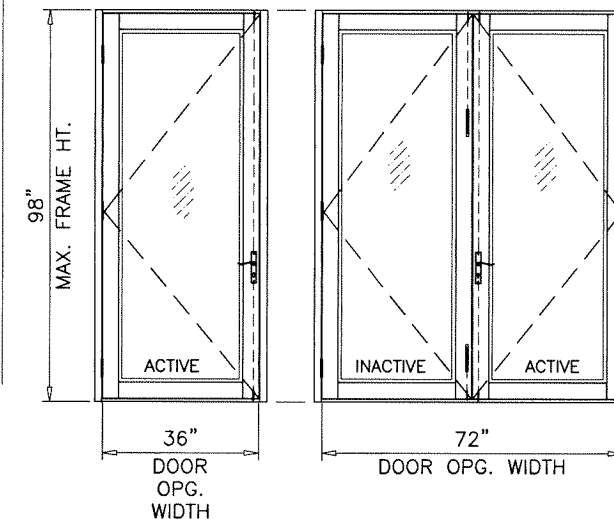 98"
MAX. FRAME HT.
ACTIVE
INACTIVE
ACTIVE
36"
DOOR
OPG.
WIDTH
72"
DOOR OPG. WIDTH